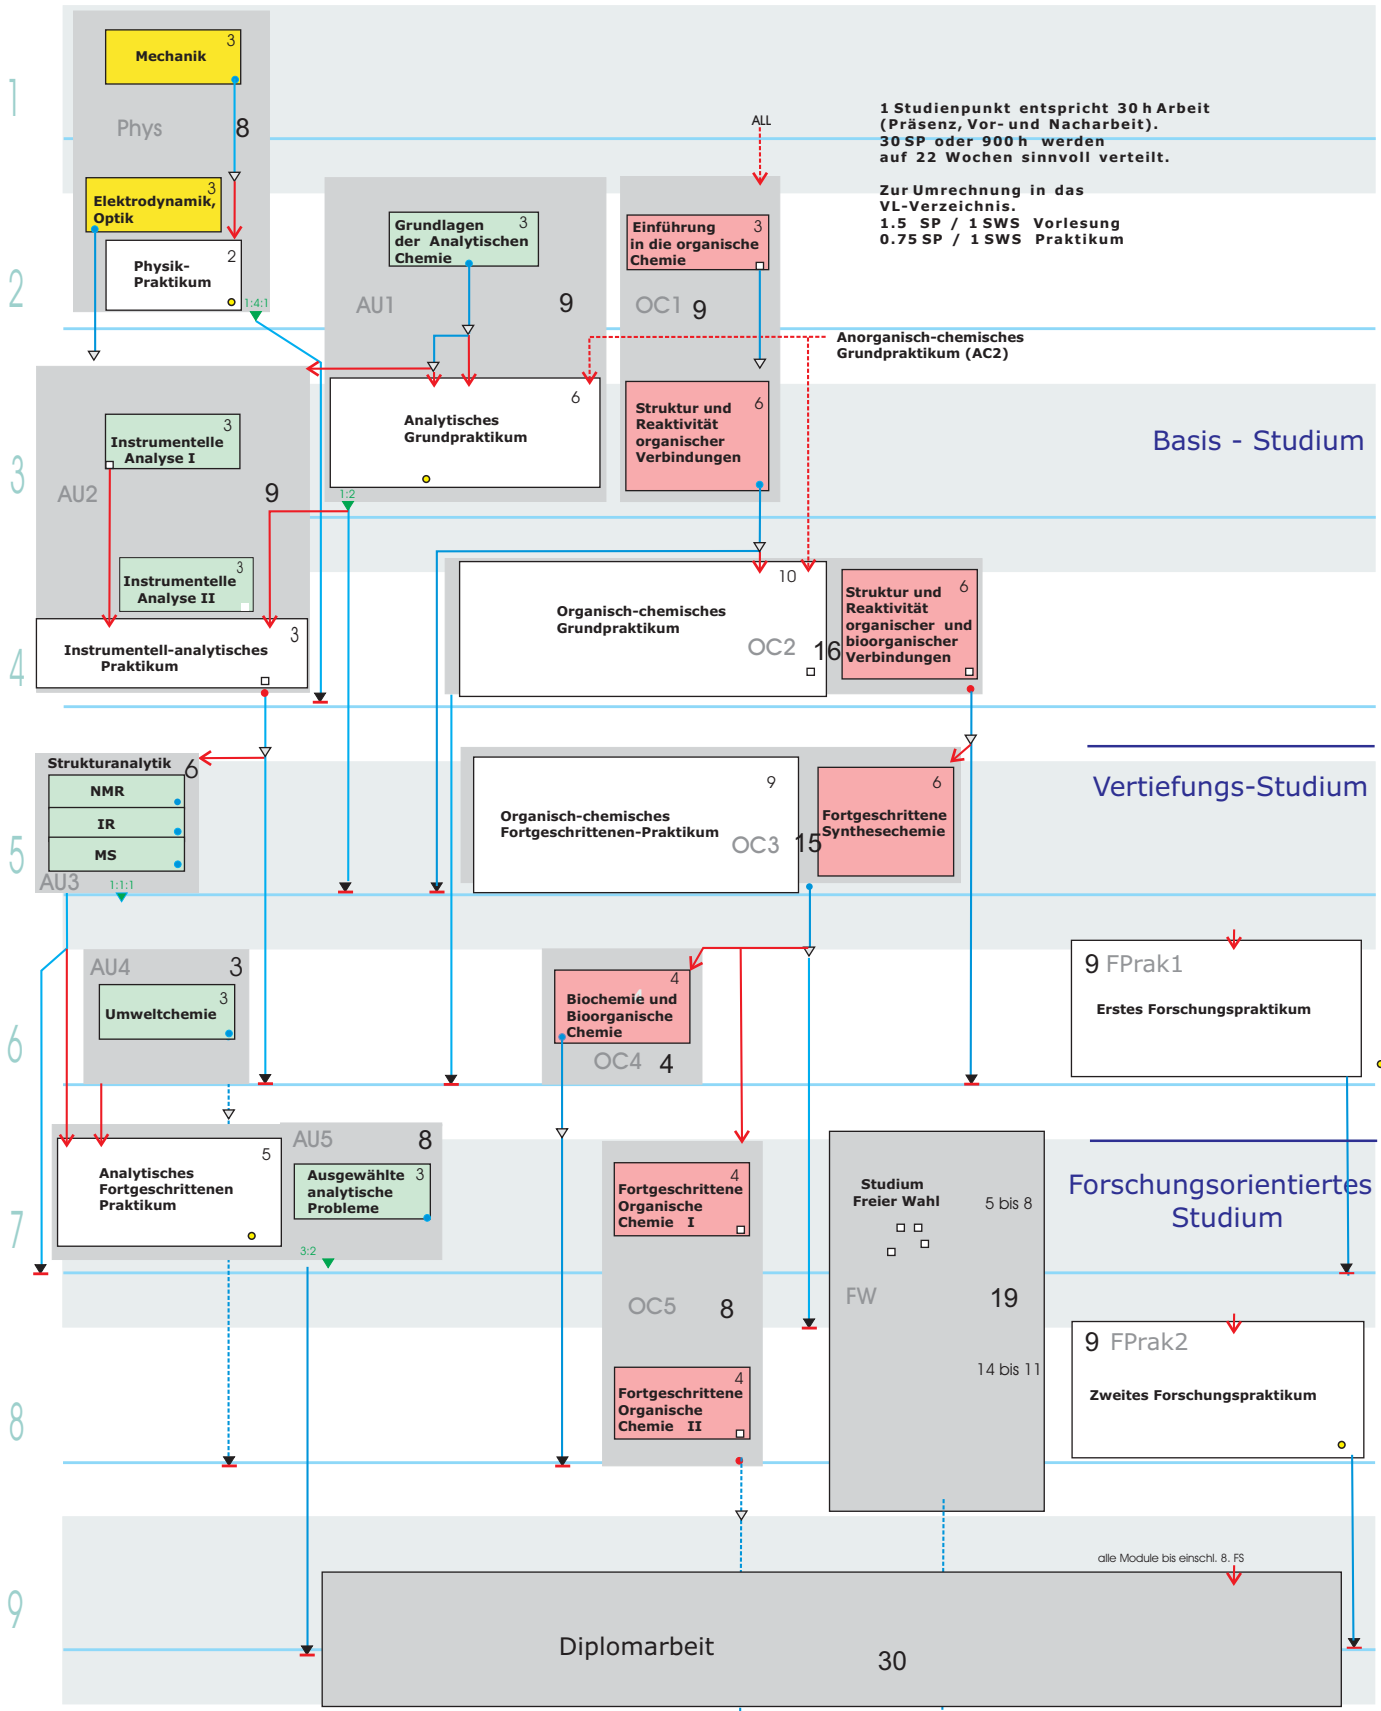 1
3
Mechanik
Phys
8
ALL
1 Studienpunkt entspricht 30 h Arbeit
(Präsenz, Vor- und Nacharbeit).
30 SP oder 900 h werden
auf 22 Wochen sinnvoll verteilt.
Zur Umrechnung in das
VL-Verzeichnis.
1.5 SP / 1 SWS Vorlesung
0.75 SP / 1 SWS Praktikum
2
3
Elektrodynamik,
Optik
2
Physik-
Praktikum
1:4:1
3
Grundlagen
der Analytischen
Chemie
AU1
9
3
Einführung
in die organische
Chemie
OC1 9
Anorganisch-chemisches
Grundpraktikum (AC2)
3
3
Instrumentelle
Analyse I
AU2
9
6
Analytisches
Grundpraktikum
1:2
6
Struktur und
Reaktivität
organischer
Verbindungen
Basis - Studium
4
3
Instrumentelle
Analyse II
3
Instrumentell-analytisches
Praktikum
10
Organisch-chemisches
Grundpraktikum
OC2 16
6
Struktur und
Reaktivität
organischer und
bioorganischer
Verbindungen
5
Strukturanalytik
6
NMR
IR
MS
AU3
1:1:1
9
Organisch-chemisches
Fortgeschrittenen-Praktikum
OC3 15
6
Fortgeschrittene
Synthesechemie
Vertiefungs-Studium
6
AU4
3
3
Umweltchemie
4
4
Biochemie und
Bioorganische
Chemie
OC4 4
9 FPrak1
Erstes Forschungspraktikum
7
5
Analytisches
Fortgeschrittenen
Praktikum
AU5
8
3
Ausgewählte
analytische
Probleme
3:2
4
Fortgeschrittene
Organische
Chemie I
OC5 8
Studium
Freier Wahl
5 bis 8
FW
19
14 bis 11
Forschungsorientiertes
Studium
8
4
Fortgeschrittene
Organische
Chemie II
9 FPrak2
Zweites Forschungspraktikum
9
alle Module bis einschl. 8. FS
Diplomarbeit
30